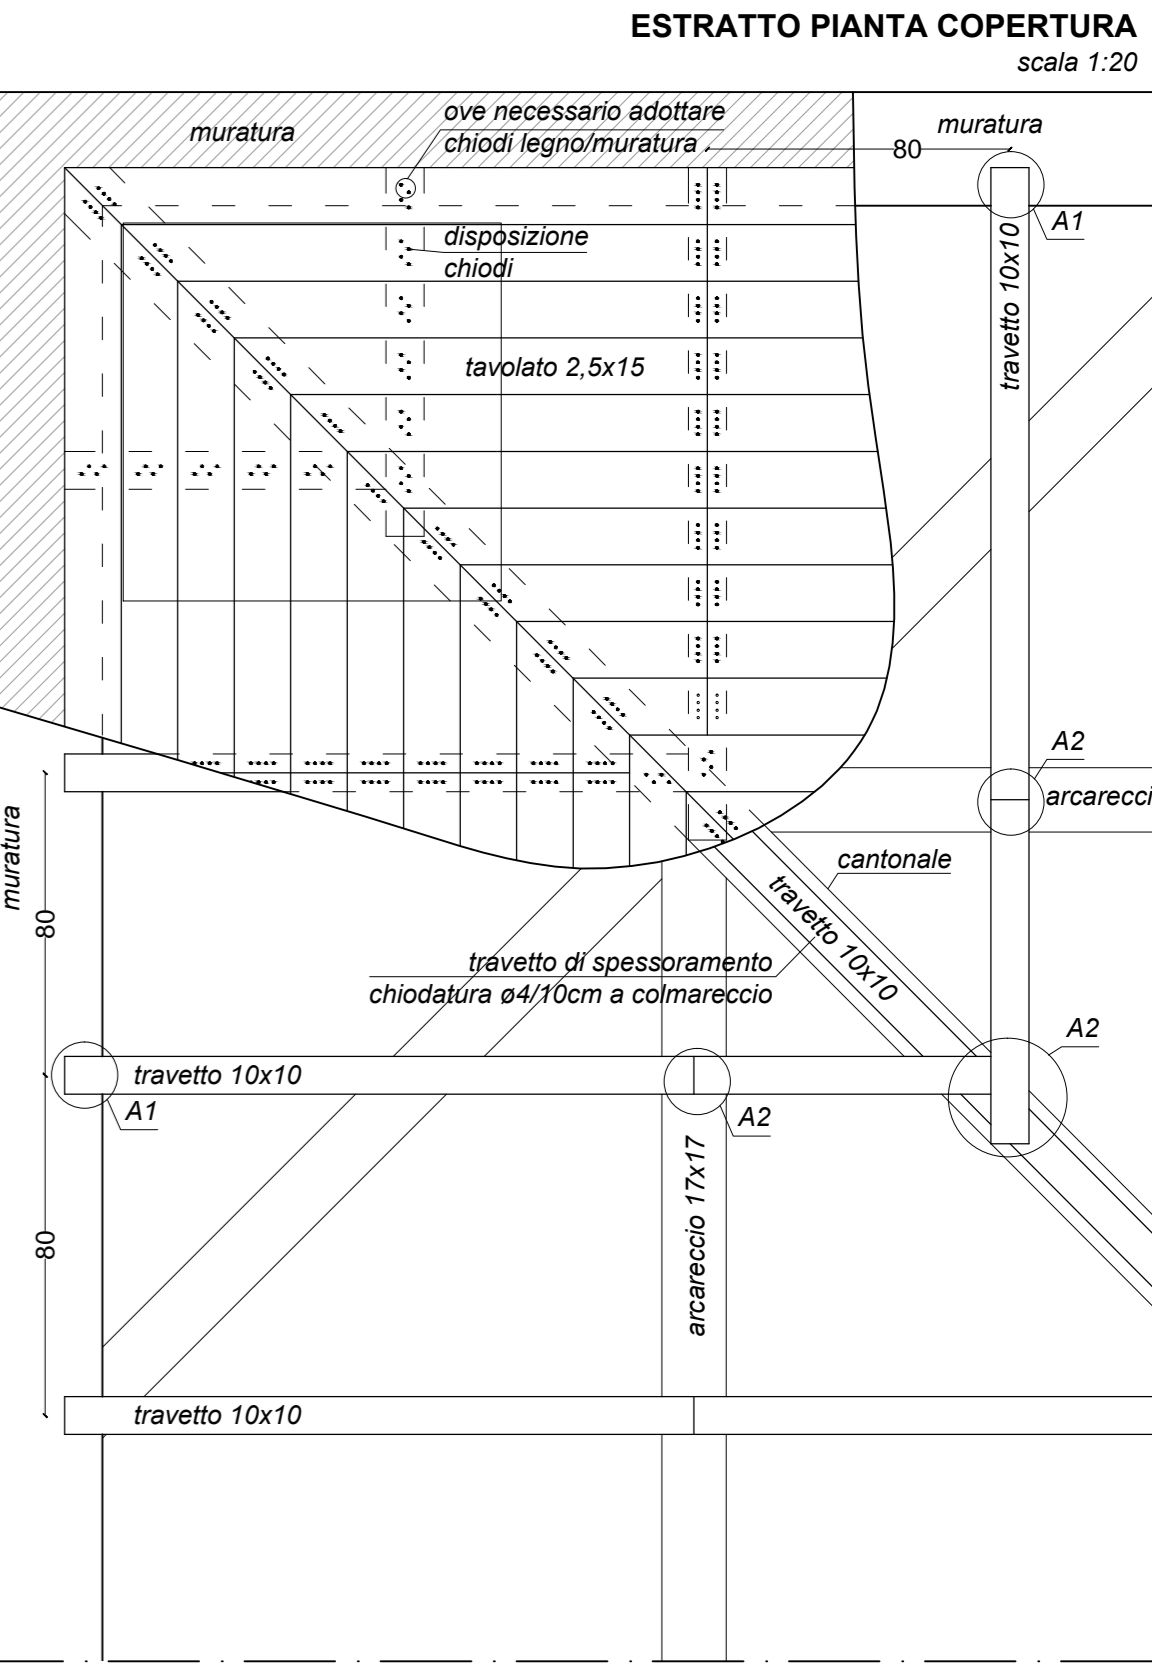 ESTRATTO PIANTA COPERTURA
scala 1:20
ove necessario adottare
chiodi legno/muratura
muratura
muratura
80
A1
travetto 10x10
disposizione
chiodi
tavolato 2,5x15
A2
arcarecci
muratura
80
cantonale
travetto 10x10
travetto di spessoramento
chiodatura ø4/10cm a colmareccio
A2
travetto 10x10
A1
A2
arcareccio 17x17
80
travetto 10x10